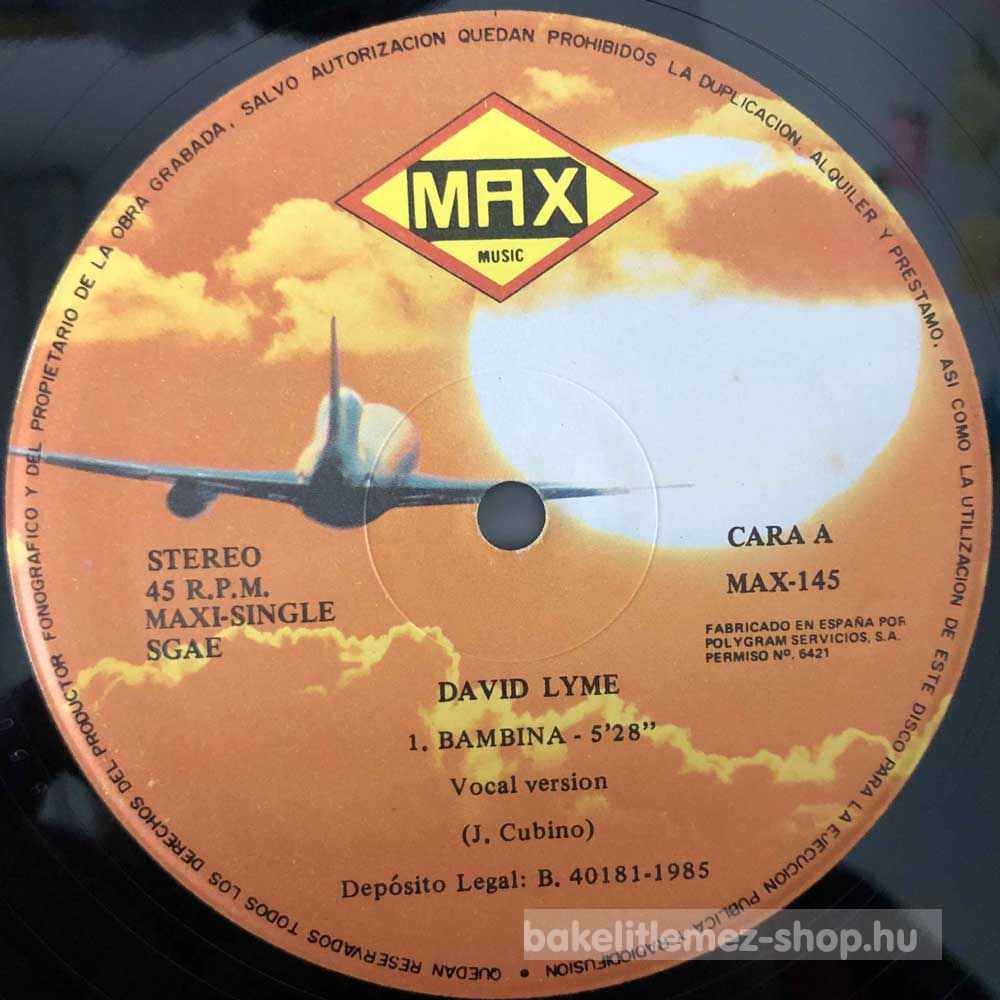 QUEDAN RESERVADOS TODOS LOS DERECHOS DEL PRODUCTOR FONOGRAFICO Y DEL PROPIETARIO DE LA OBRA GRABADA. SALVO AUTORIZACION QUEDAN PROHIBIDOS LA DUPLICACION, ALQUILER Y PRESTAMO, ASI COMO LA UTILIZACION DE ESTE DISCO PARA LA EJECUCION PUBLICA Y RADIODIFUSION •
MAX
MUSIC
STEREO
45 R.P.M.
MAXI-SINGLE
SGAE
CARA A
MAX-145
FABRICADO EN ESPAÑA POR
POLYGRAM SERVICIOS, S.A.
PERMISO Nº. 6421
DAVID LYME
1. BAMBINA - 5'28''
Vocal version
(J. Cubino)
Depósito Legal: B. 40181-1985
bakelitlemez-shop.hu